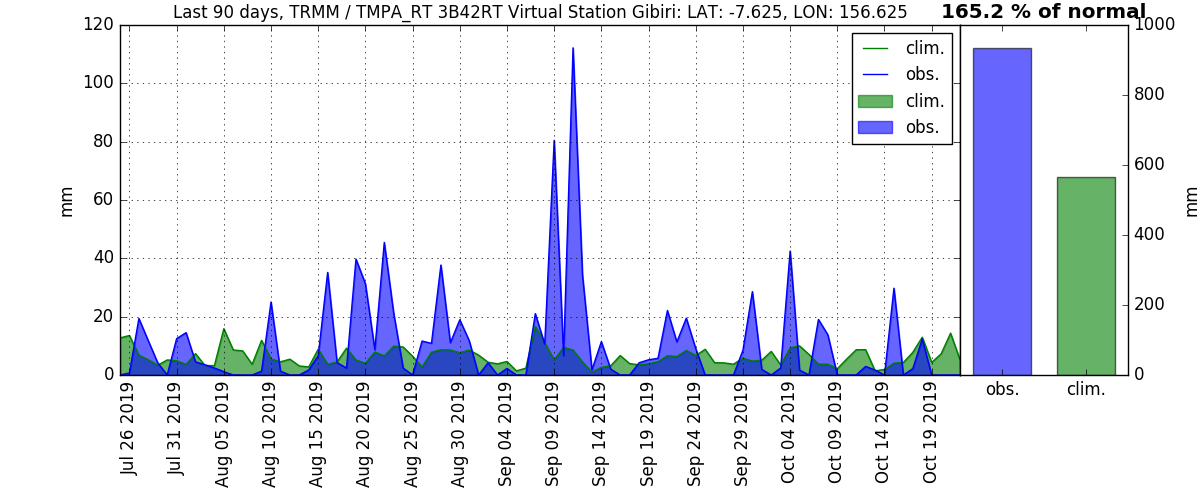 Last 90 days, TRMM / TMPA_RT 3B42RT Virtual Station Gibiri: LAT: -7.625, LON: 156.625
165.2 % of normal
120
100
80
60
40
20
0
mm
clim.
obs.
clim.
obs.
1000
800
600
400
200
0
mm
obs.
clim.
Jul 26 2019
Jul 31 2019
Aug 05 2019
Aug 10 2019
Aug 15 2019
Aug 20 2019
Aug 25 2019
Aug 30 2019
Sep 04 2019
Sep 09 2019
Sep 14 2019
Sep 19 2019
Sep 24 2019
Sep 29 2019
Oct 04 2019
Oct 09 2019
Oct 14 2019
Oct 19 2019